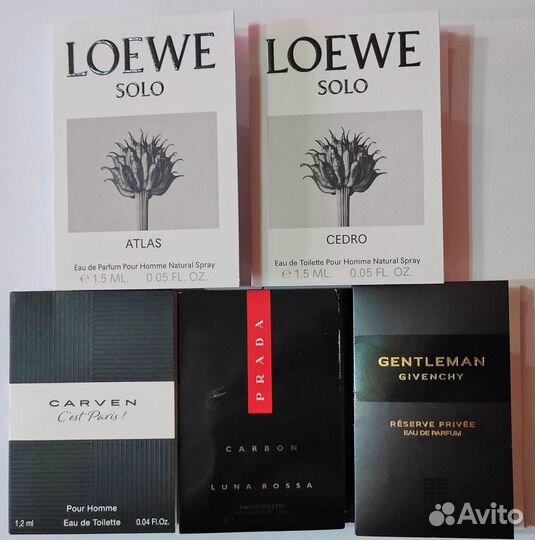 LOEWE
SOLO
ATLAS
Eau de Parfum Pour Homme Natural Spray
℮ 1.5 ML. 0.05 FL. OZ.
LOEWE
SOLO
CEDRO
Eau de Toilette Pour Homme Natural Spray
℮ 1.5 ML. 0.05 FL. OZ.
CARVEN
C'est Paris !
Pour Homme
1,2 ml Eau de Toilette 0.04 Fl.Oz.
PRADA
CARBON
LUNA ROSSA
EAU DE TOILETTE
GENTLEMAN
GIVENCHY
RÉSERVE PRIVÉE
EAU DE PARFUM
Avito